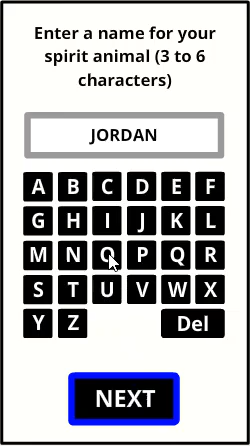 Enter a name for your
spirit animal (3 to 6
characters)
JORDAN
A B C D E F
G H I J K L
M N O P Q R
S T U V W X
Y Z Del
NEXT